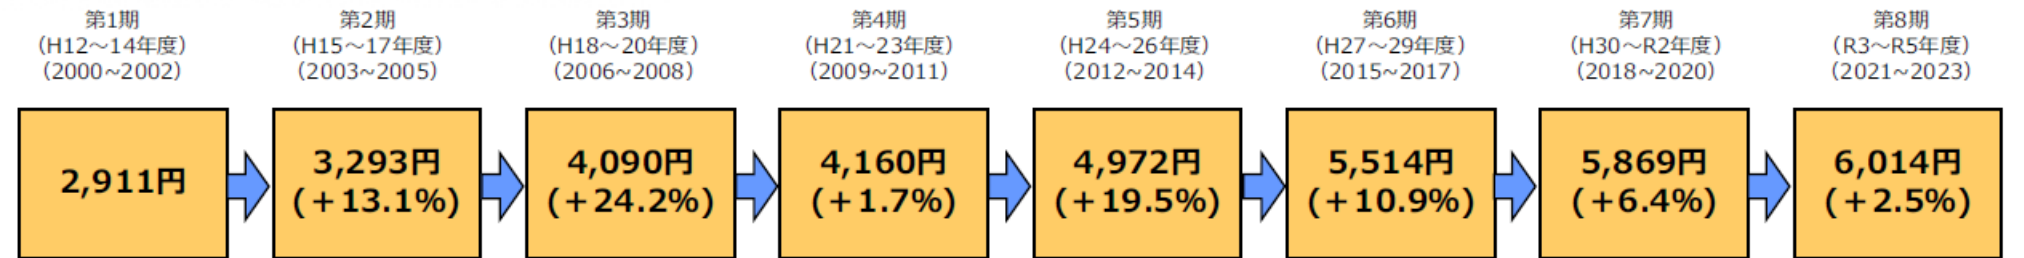 第1期
(H12～14年度)
(2000~2002)
2,911円
第2期
(H15～17年度)
(2003~2005)
3,293円
(+13.1%)
第3期
(H18～20年度)
(2006~2008)
4,090円
(+24.2%)
第4期
(H21～23年度)
(2009~2011)
4,160円
(+1.7%)
第5期
(H24～26年度)
(2012~2014)
4,972円
(+19.5%)
第6期
(H27～29年度)
(2015~2017)
5,514円
(+10.9%)
第7期
(H30～R2年度)
(2018~2020)
5,869円
(+6.4%)
第8期
(R3～R5年度)
(2021~2023)
6,014円
(+2.5%)